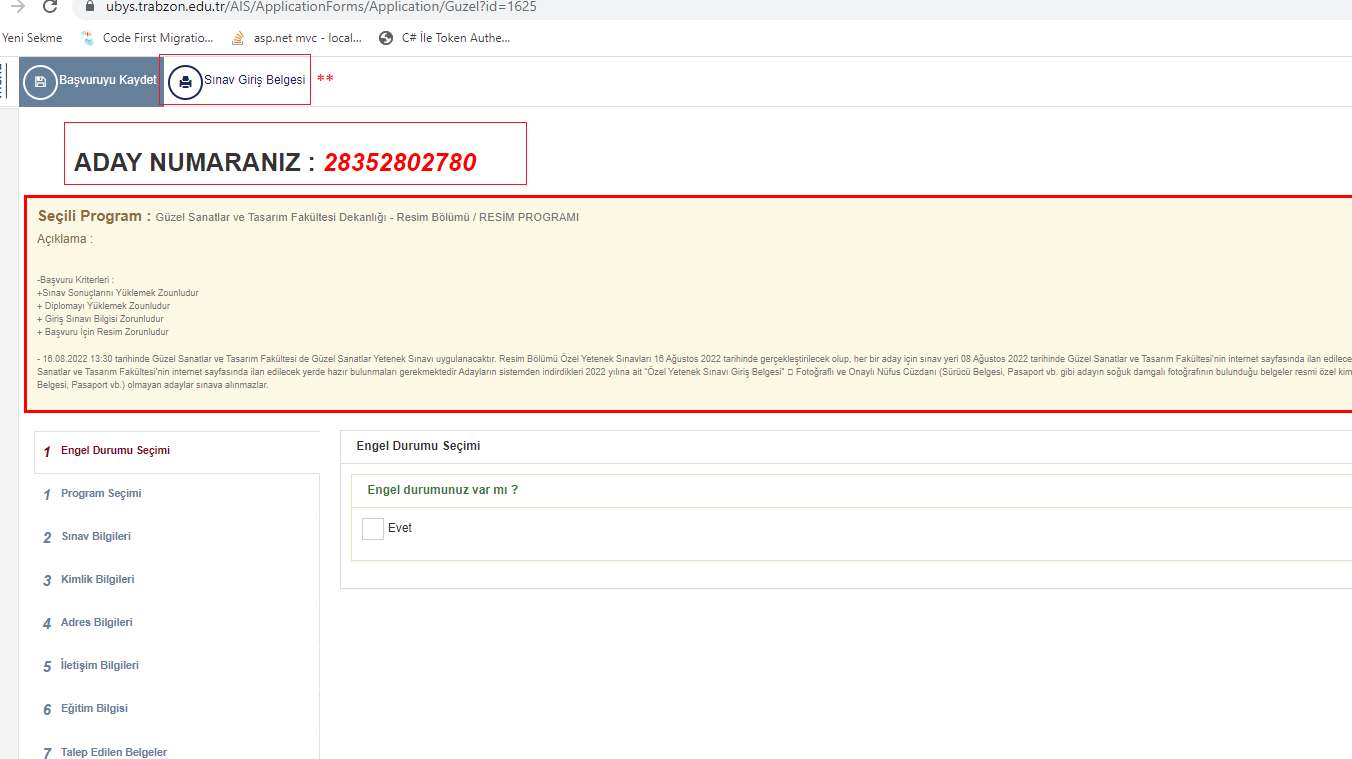 ubys.trabzon.edu.tr/AIS/ApplicationForms/Application/Guzel?id=1625
Yeni Sekme
Code First Migratio...
asp.net mvc - local...
C# İle Token Authe...
Başvuruyu Kaydet
Sınav Giriş Belgesi **
ADAY NUMARANIZ : 28352802780
Seçili Program : Güzel Sanatlar ve Tasarım Fakültesi Dekanlığı - Resim Bölümü / RESİM PROGRAMI
Açıklama :
-Başvuru Kriterleri :
+Sınav Sonuçlarını Yüklemek Zounludur
+ Diplomayı Yüklemek Zounludur
+ Giriş Sınavı Bilgisi Zorunludur
+ Başvuru İçin Resim Zorunludur
- 16.08.2022 13:30 tarihinde Güzel Sanatlar ve Tasarım Fakültesi de Güzel Sanatlar Yetenek Sınavı uygulanacaktır. Resim Bölümü Özel Yetenek Sınavları 16 Ağustos 2022 tarihinde gerçekleştirilecek olup, her bir aday için sınav yeri 08 Ağustos 2022 tarihinde Güzel Sanatlar ve Tasarım Fakültesi'nin internet sayfasında ilan edilece
Sanatlar ve Tasarım Fakültesi'nin internet sayfasında ilan edilecek yerde hazır bulunmaları gerekmektedir Adayların sistemden indirdikleri 2022 yılına ait "Özel Yetenek Sınavı Giriş Belgesi" Fotoğraflı ve Onaylı Nüfus Cüzdanı (Sürücü Belgesi, Pasaport vb. gibi adayın soğuk damgalı fotoğrafının bulunduğu belgeler resmi özel kim
Belgesi, Pasaport vb.) olmayan adaylar sınava alınmazlar.
1 Engel Durumu Seçimi
1 Program Seçimi
2 Sınav Bilgileri
3 Kimlik Bilgileri
4 Adres Bilgileri
5 İletişim Bilgileri
6 Eğitim Bilgisi
7 Talep Edilen Belgeler
Engel Durumu Seçimi
Engel durumunuz var mı ?
Evet